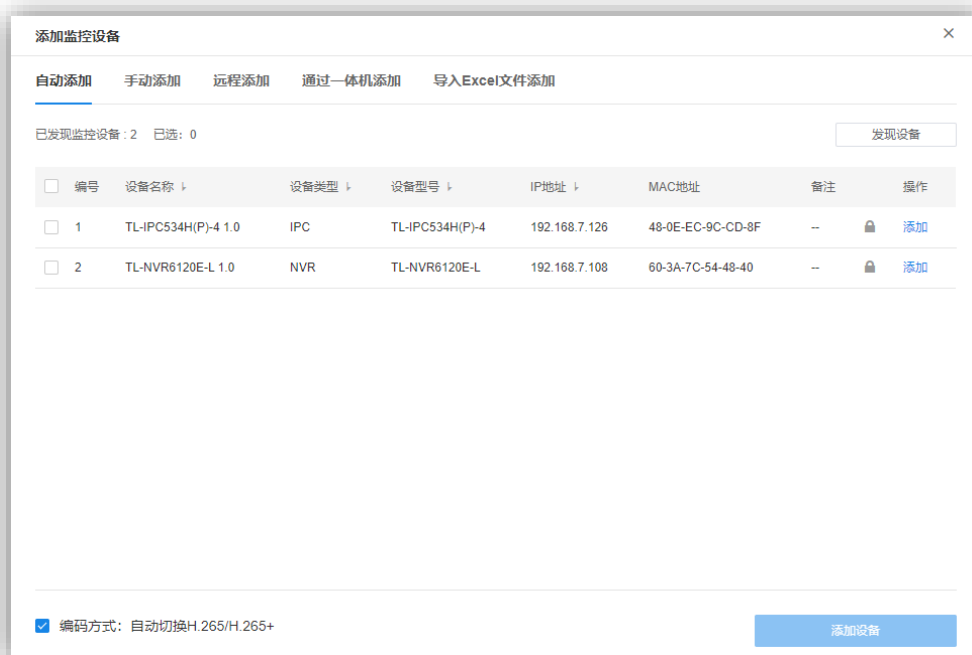 添加监控设备
自动添加 手动添加 远程添加 通过一体机添加 导入Excel文件添加
已发现监控设备 : 2 已选：0 发现设备
编号 设备名称 设备类型 设备型号 IP地址 MAC地址 备注 操作
1 TL-IPC534H(P)-4 1.0 IPC TL-IPC534H(P)-4 192.168.7.126 48-0E-EC-9C-CD-8F -- 添加
2 TL-NVR6120E-L 1.0 NVR TL-NVR6120E-L 192.168.7.108 60-3A-7C-54-48-40 -- 添加
编码方式：自动切换H.265/H.265+ 添加设备